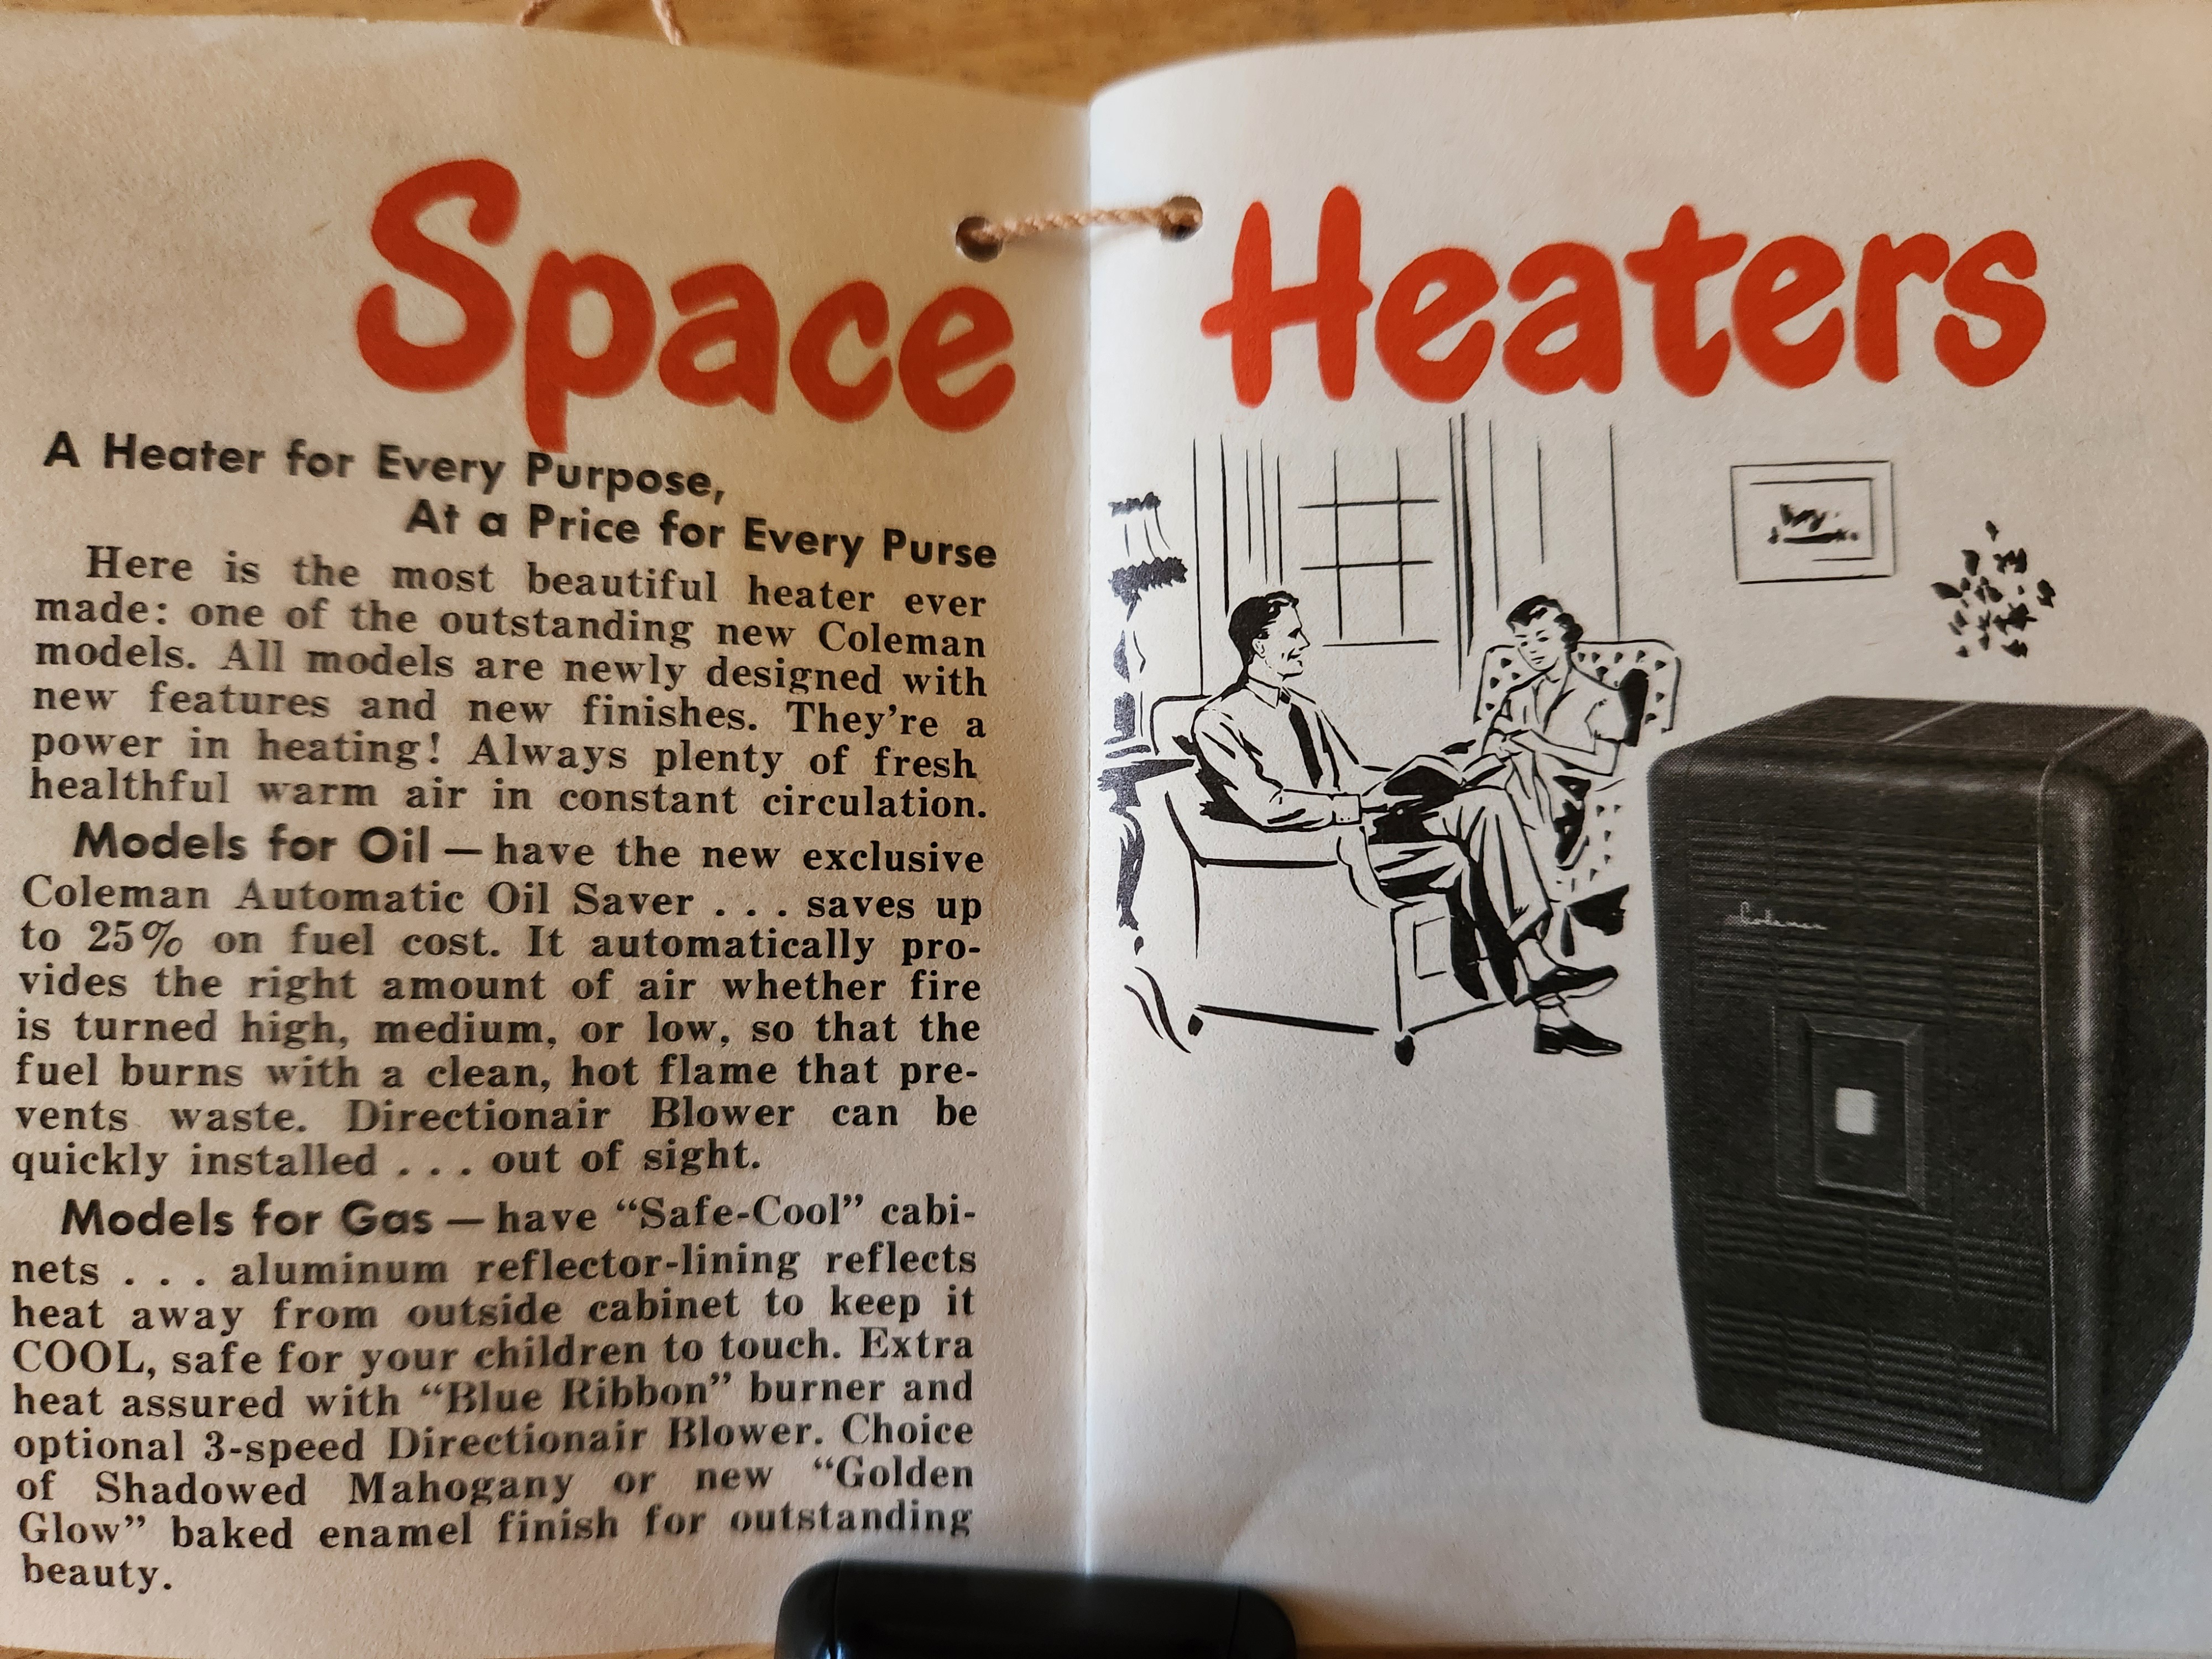 Space Heaters
A Heater for Every Purpose,
At a Price for Every Purse
Here is the most beautiful heater ever
made: one of the outstanding new Coleman
models. All models are newly designed with
new features and new finishes. They're a
power in heating! Always plenty of fresh
healthful warm air in constant circulation.
Models for Oil — have the new exclusive
Coleman Automatic Oil Saver . . . saves up
to 25% on fuel cost. It automatically pro-
vides the right amount of air whether fire
is turned high, medium, or low, so that the
fuel burns with a clean, hot flame that pre-
vents waste. Directionair Blower can be
quickly installed . . . out of sight.
Models for Gas — have “Safe-Cool” cabi-
nets . . . aluminum reflector-lining reflects
heat away from outside cabinet to keep it
COOL, safe for your children to touch. Extra
heat assured with “Blue Ribbon” burner and
optional 3-speed Directionair Blower. Choice
of Shadowed Mahogany or new “Golden
Glow” baked enamel finish for outstanding
beauty.
Coleman